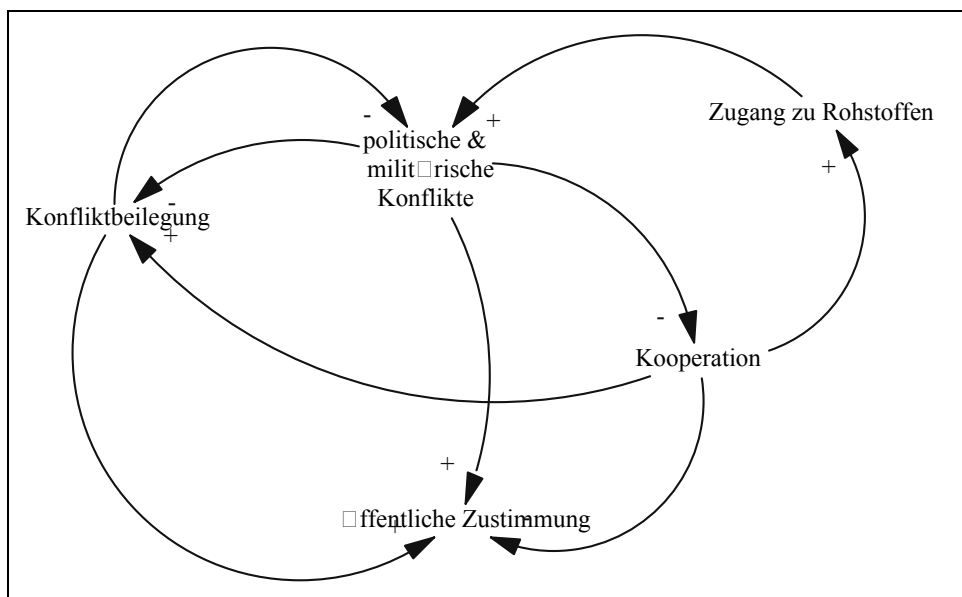 Zugang zu Rohstoffen
-
+
politische &
milit□rische
Konflikte
+
-
Konfliktbeilegung
+
-
Kooperation
+
□ffentliche Zustimmung
+
-